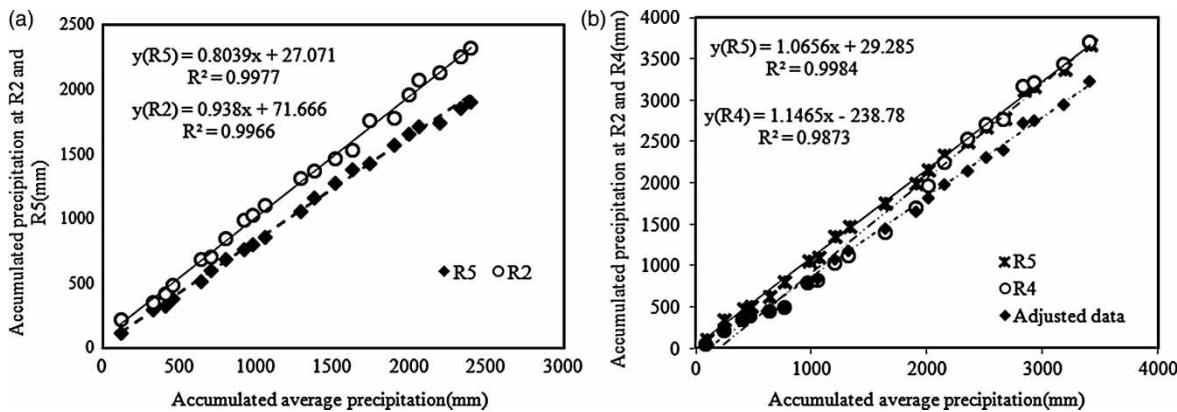 (a)
2500
2000
1500
1000
500
0
Accumulated precipitation at R2 and
R5(mm)
y(R5) = 0.8039x + 27.071
R² = 0.9977
y(R2) = 0.938x + 71.666
R² = 0.9966
R5 R2
0 500 1000 1500 2000 2500 3000
Accumulated average precipitation(mm)
(b)
4000
3500
3000
2500
2000
1500
1000
500
0
Accumulated precipitation at R2 and R4(mm)
y(R5) = 1.0656x + 29.285
R² = 0.9984
y(R4) = 1.1465x - 238.78
R² = 0.9873
R5
R4
Adjusted data
0 1000 2000 3000 4000
Accumulated average precipitation(mm)